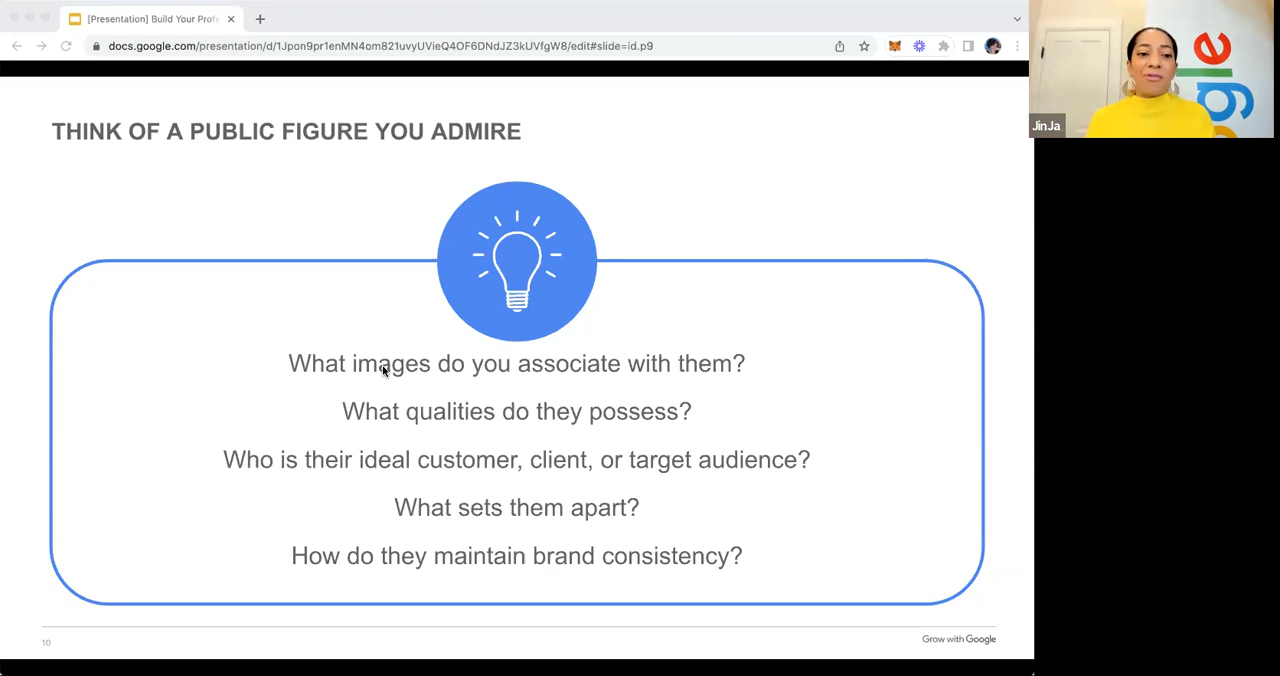 [Presentation] Build Your Prof
docs.google.com/presentation/d/1Jpon9pr1enMN4om821uvyUVieQ4OF6DNdJZ3kUVfgW8/edit#slide=id.p9
JinJa
THINK OF A PUBLIC FIGURE YOU ADMIRE
What images do you associate with them?
What qualities do they possess?
Who is their ideal customer, client, or target audience?
What sets them apart?
How do they maintain brand consistency?
10
Grow with Google